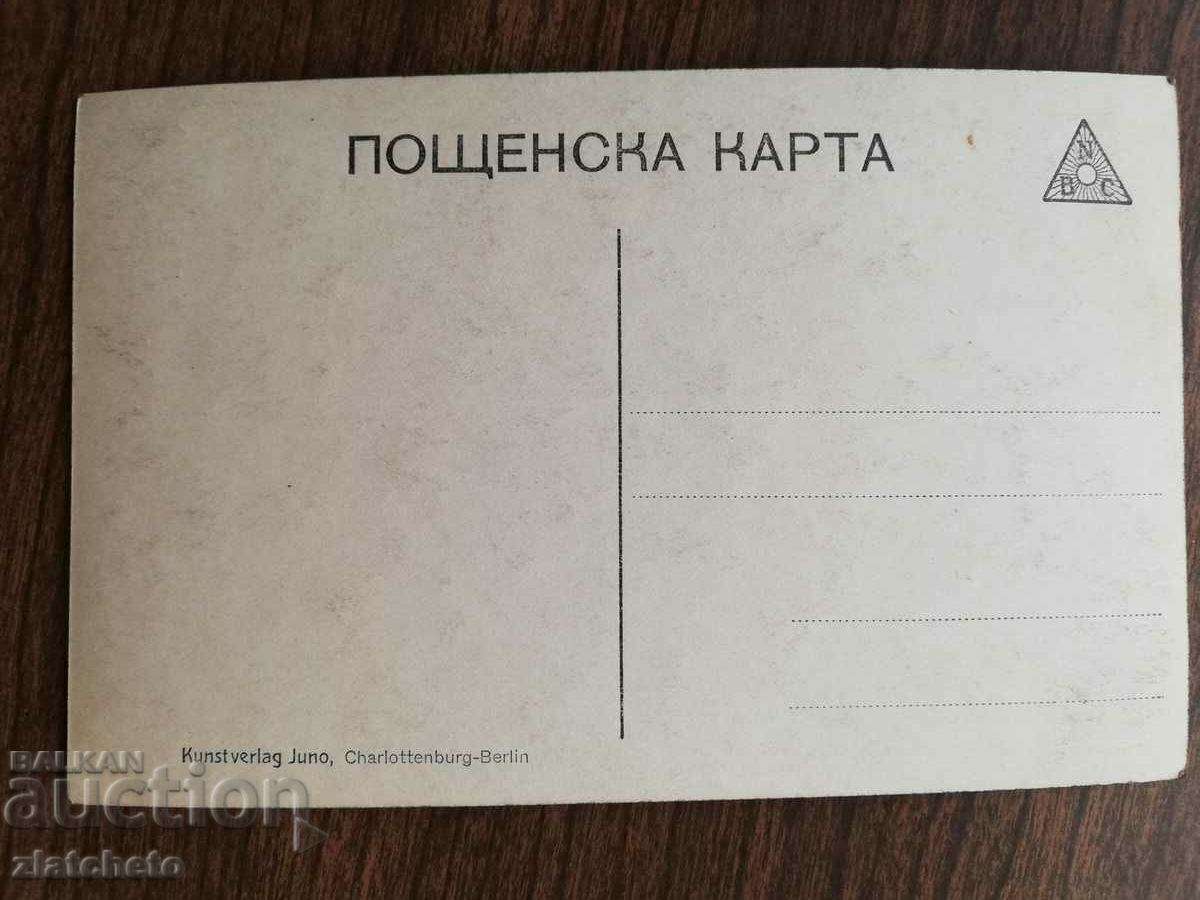 ПОЩЕНСКА КАРТА
N
B C
Kunstverlag Juno, Charlottenburg-Berlin
BALKAN
auction
zlatcheto